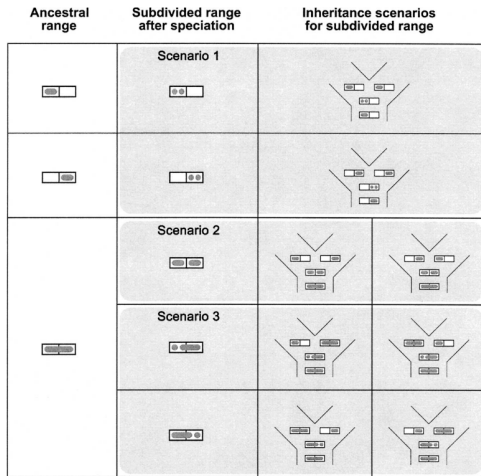 Ancestral
range
Subdivided range
after speciation
Inheritance scenarios
for subdivided range
Scenario 1
Scenario 2
Scenario 3